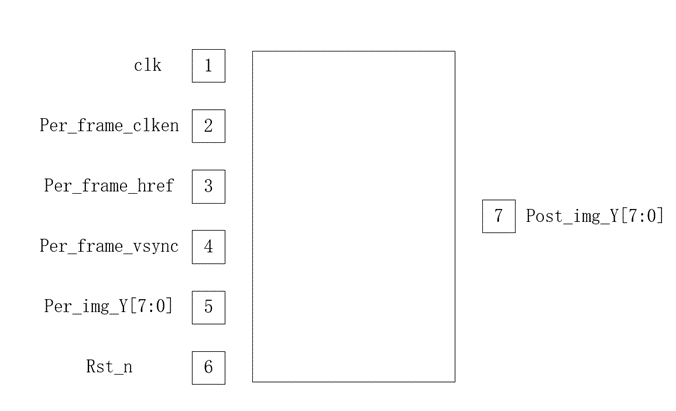 clk 1
Per_frame_clken 2
Per_frame_href 3
Per_frame_vsync 4
7 Post_img_Y[7:0]
Per_img_Y[7:0] 5
Rst_n 6